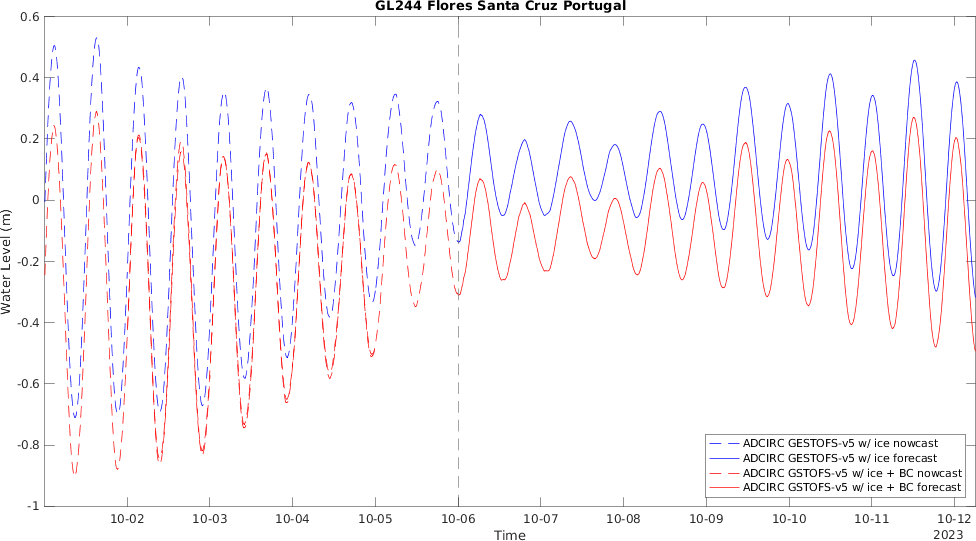 GL244 Flores Santa Cruz Portugal
Water Level (m)
0.6
0.4
0.2
0
-0.2
-0.4
-0.6
-0.8
-1
ADCIRC GESTOFS-v5 w/ ice nowcast
ADCIRC GESTOFS-v5 w/ ice forecast
ADCIRC GSTOFS-v5 w/ ice + BC nowcast
ADCIRC GSTOFS-v5 w/ ice + BC forecast
10-02 10-03 10-04 10-05 10-06 10-07 10-08 10-09 10-10 10-11 10-12
2023
Time